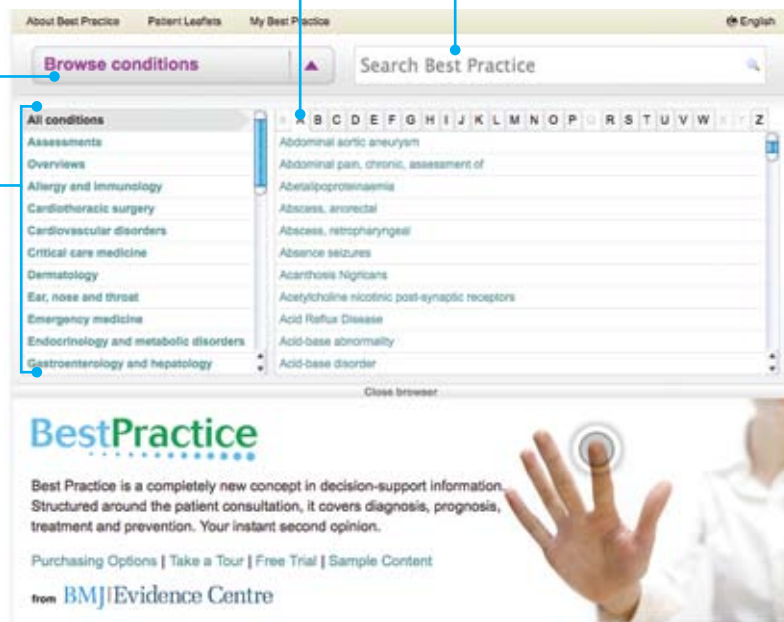 About Best Practice Patient Leaflets My Best Practice English
Browse conditions Search Best Practice
All conditions A B C D E F G H I J K L M N O P Q R S T U V W X Y Z
Assessments Abdominal aortic aneurysm
Overviews Abdominal pain, chronic, assessment of
Allergy and immunology Abetalipoproteinaemia
Cardiothoracic surgery Abscess, anorectal
Cardiovascular disorders Abscess, retropharyngeal
Critical care medicine Absence seizures
Dermatology Acanthosis Nigricans
Ear, nose and throat Acetylcholine nicotinic post-synaptic receptors
Emergency medicine Acid Reflux Disease
Endocrinology and metabolic disorders Acid-base abnormality
Gastroenterology and hepatology Acid-base disorder
Close browser
BestPractice
Best Practice is a completely new concept in decision-support information.
Structured around the patient consultation, it covers diagnosis, prognosis,
treatment and prevention. Your instant second opinion.
Purchasing Options | Take a Tour | Free Trial | Sample Content
from BMJ|Evidence Centre